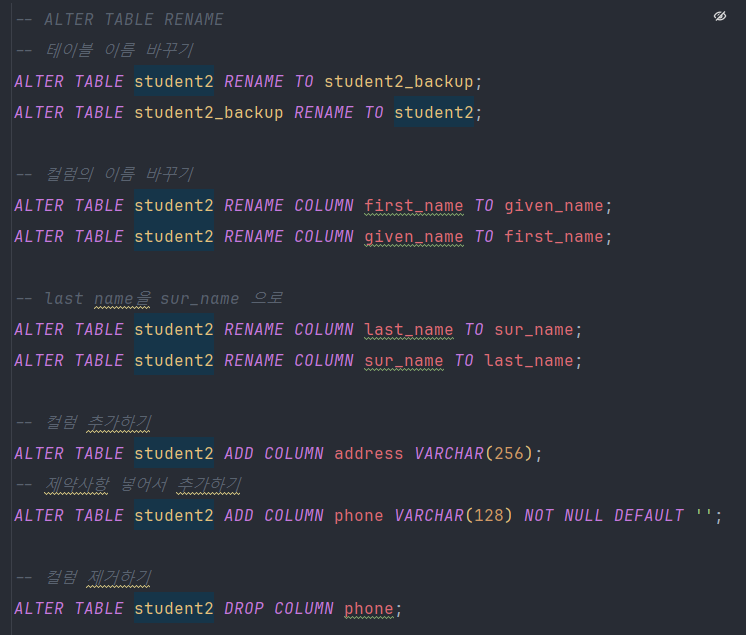 -- ALTER TABLE RENAME
-- 테이블 이름 바꾸기
ALTER TABLE student2 RENAME TO student2_backup;
ALTER TABLE student2_backup RENAME TO student2;
-- 컬럼의 이름 바꾸기
ALTER TABLE student2 RENAME COLUMN first_name TO given_name;
ALTER TABLE student2 RENAME COLUMN given_name TO first_name;
-- last name을 sur_name 으로
ALTER TABLE student2 RENAME COLUMN last_name TO sur_name;
ALTER TABLE student2 RENAME COLUMN sur_name TO last_name;
-- 컬럼 추가하기
ALTER TABLE student2 ADD COLUMN address VARCHAR(256);
-- 제약사항 넣어서 추가하기
ALTER TABLE student2 ADD COLUMN phone VARCHAR(128) NOT NULL DEFAULT '';
-- 컬럼 제거하기
ALTER TABLE student2 DROP COLUMN phone;